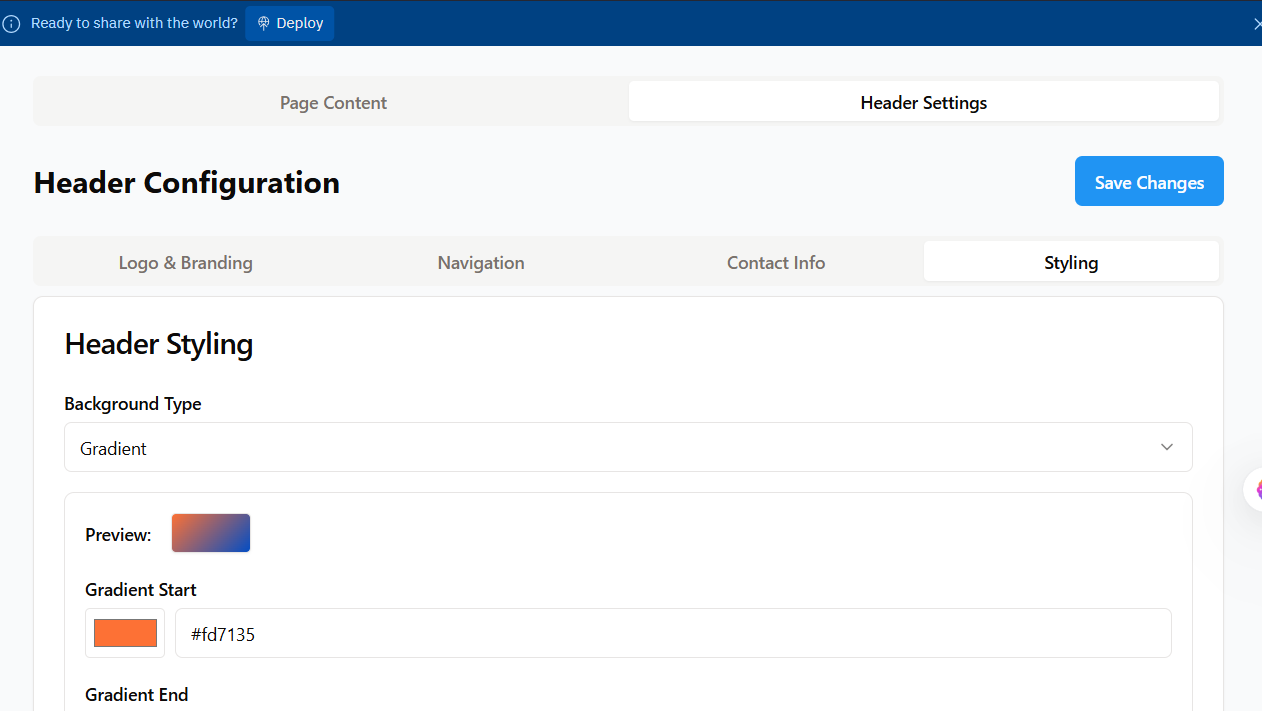 Ready to share with the world? Deploy
Page Content Header Settings
Header Configuration Save Changes
Logo & Branding Navigation Contact Info Styling
Header Styling
Background Type
Gradient
Preview:
Gradient Start
#fd7135
Gradient End